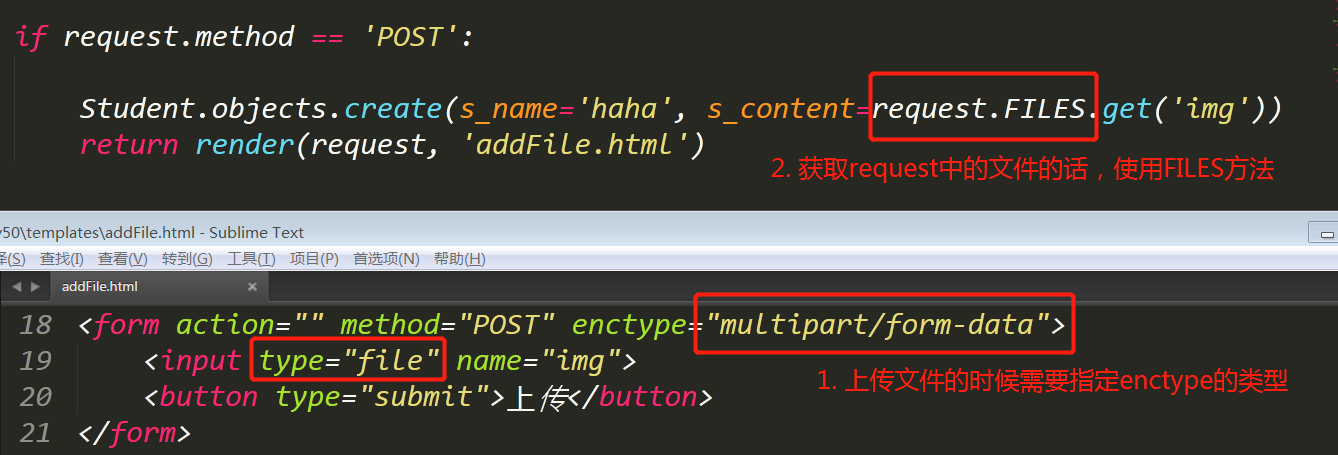 if request.method == 'POST':
Student.objects.create(s_name='haha', s_content=request.FILES.get('img'))
return render(request, 'addFile.html')
2. 获取request中的文件的话，使用FILES方法
50\templates\addFile.html - Sublime Text
(S) 查找(I) 查看(V) 转到(G) 工具(T) 项目(P) 首选项(N) 帮助(H)
addFile.html
18 <form action="" method="POST" enctype="multipart/form-data">
19 <input type="file" name="img">
20 <button type="submit">上传</button>
1. 上传文件的时候需要指定enctype的类型
21 </form>